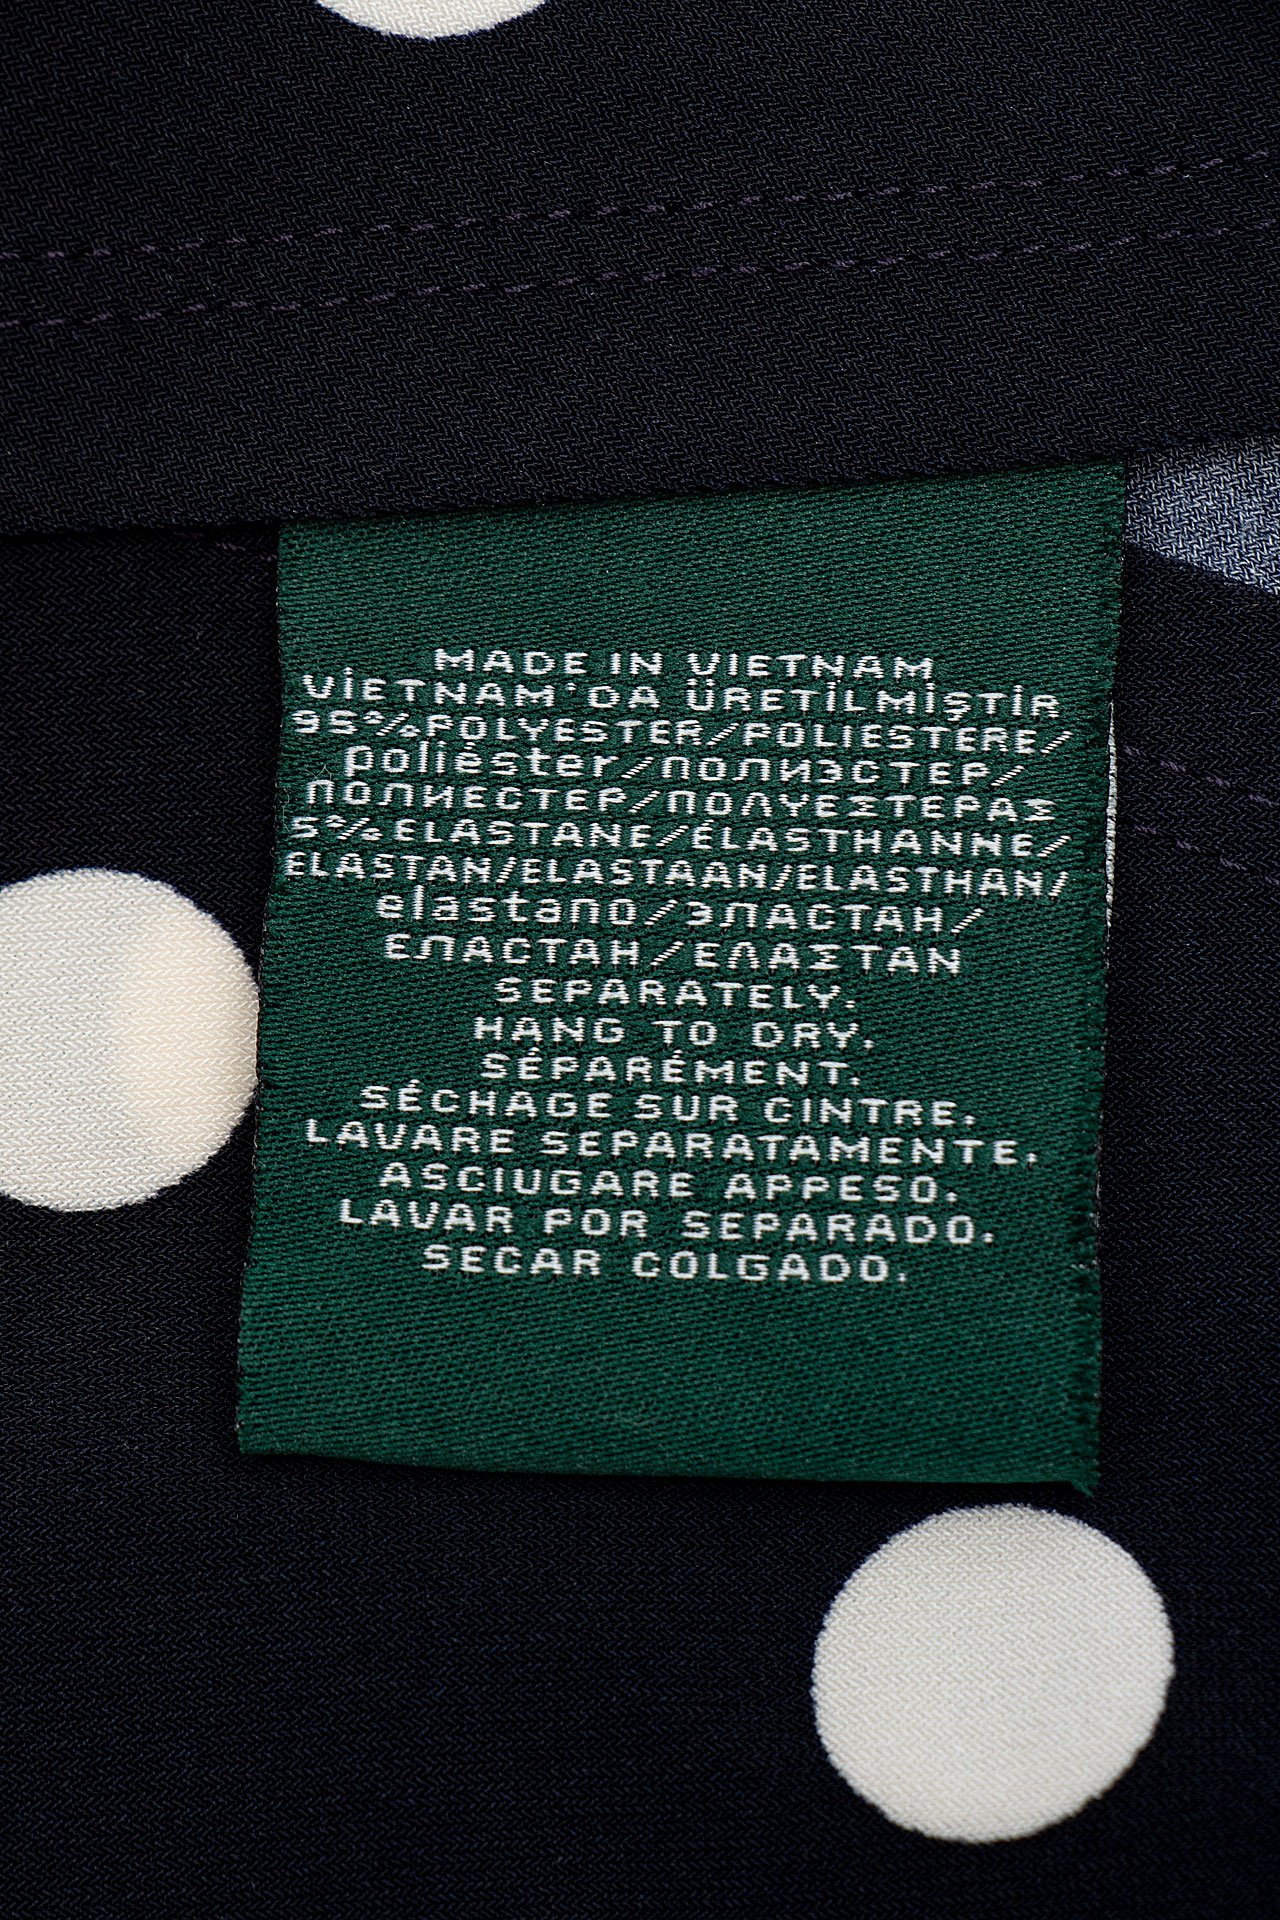 MADE IN VIETNAM
VİETNAM'DA ÜRETİLMİŞTİR
95%POLYESTER/POLIESTERE/
poliéster/ПОЛИЭСТЕР/
ПОЛИЕСТЕР/ΠΟΛΥΕΣΤΕΡΑΣ
5% ELASTANE/ÉLASTHANNE/
ELASTAN/ELASTAAN/ELASTHAN/
elastano/ЭЛАСТАН/
ЕЛАСТАН/ΕΛΑΣΤΑΝ
SEPARATELY.
HANG TO DRY.
SÉPARÉMENT.
SÉCHAGE SUR CINTRE.
LAVARE SEPARATAMENTE.
ASCIUGARE APPESO.
LAVAR POR SEPARADO.
SECAR COLGADO.